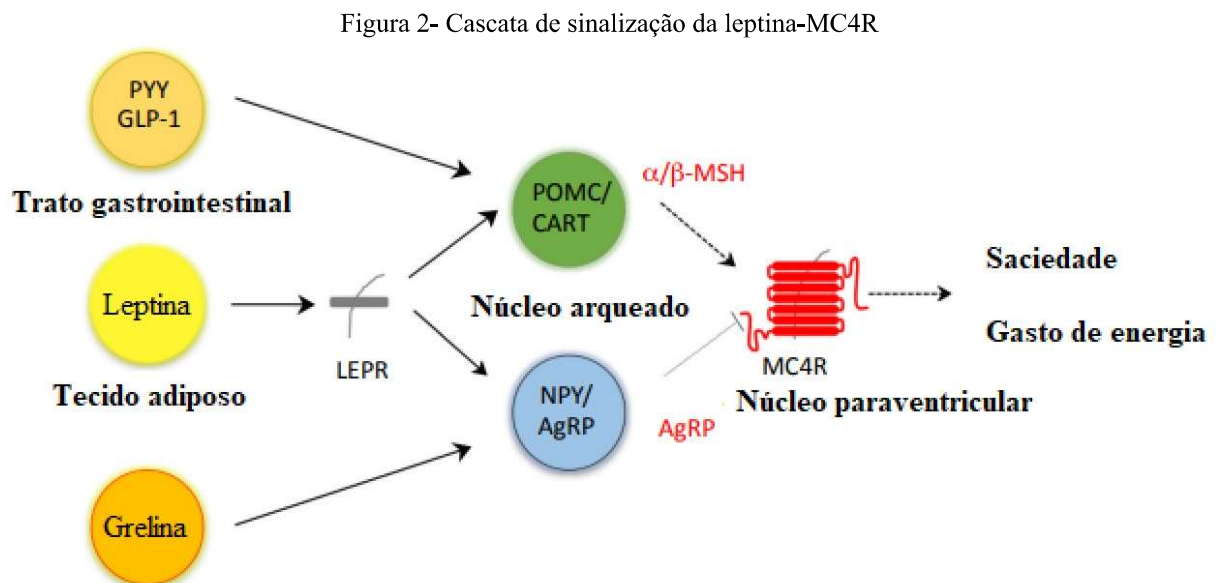 Figura 2- Cascata de sinalização da leptina-MC4R
PYY
GLP-1
Trato gastrointestinal
Leptina
Tecido adiposo
Grelina
LEPR
POMC/
CART
Núcleo arqueado
NPY/
AgRP
α/β-MSH
AgRP
MC4R
Núcleo paraventricular
Saciedade
Gasto de energia